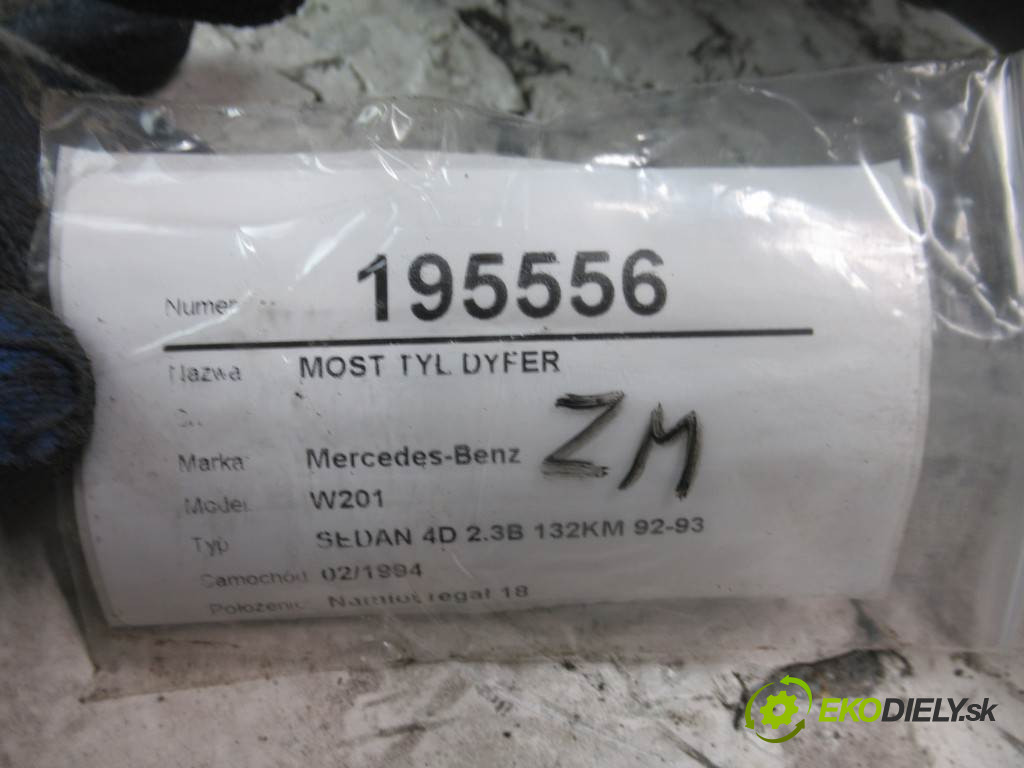 Numer 195556
Nazwa MOST TYL DYFER
ZM
Marka Mercedes-Benz
Model W201
Typ SEDAN 4D 2.3B 132KM 92-93
Samochód 02/1994
Położenie Namiot regał 18
EKODIELY.sk